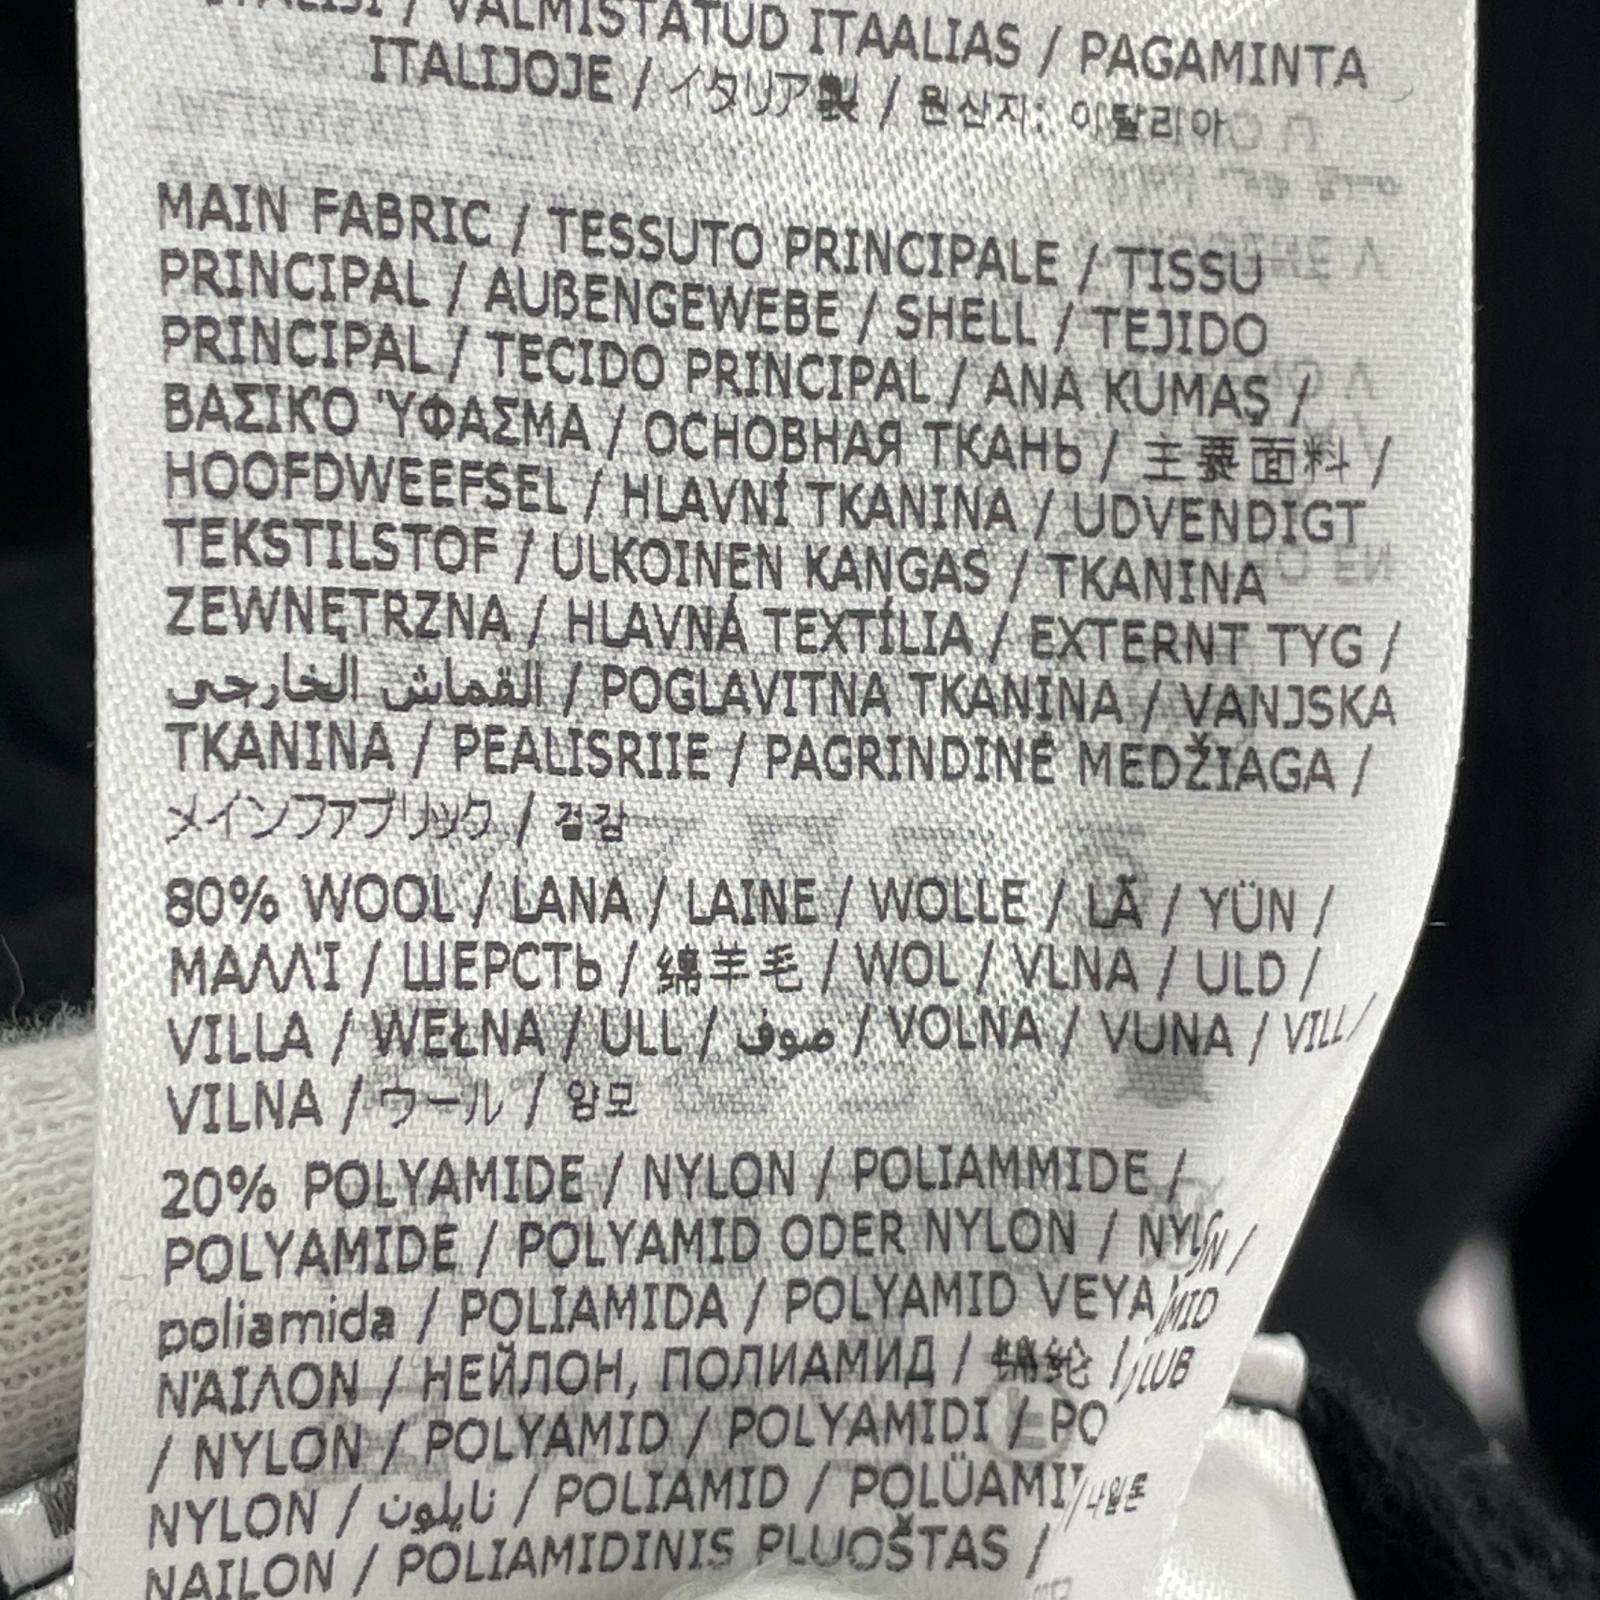 ITALIJI / VALMISTATUD ITAALIAS / PAGAMINTA
ITALIJOJE / イタリア製 / 원산지: 이탈리아
MAIN FABRIC / TESSUTO PRINCIPALE / TISSU
PRINCIPAL / AUßENGEWEBE / SHELL / TEJIDO
PRINCIPAL / TECIDO PRINCIPAL / ANA KUMAŞ /
ΒΑΣΙΚΟ ΎΦΑΣΜΑ / ОСНОВНАЯ ТКАНЬ / 主要面料 /
HOOFDWEEFSEL / HLAVNÍ TKANINA / UDVENDIGT
TEKSTILSTOF / ULKOINEN KANGAS / TKANINA
ZEWNĘTRZNA / HLAVNÁ TEXTÍLIA / EXTERNT TYG /
القماش الخارجي / POGLAVITNA TKANINA / VANJSKA
TKANINA / PEALISRIIE / PAGRINDINĖ MEDŽIAGA /
メインファブリック / 겉감
80% WOOL / LANA / LAINE / WOLLE / LÃ / YÜN /
ΜΑΛΛΊ / ШЕРСТЬ / 绵羊毛 / WOL / VLNA / ULD /
VILLA / WEŁNA / ULL / صوف / VOLNA / VUNA / VILL /
VILNA / ウール / 양모
20% POLYAMIDE / NYLON / POLIAMMIDE /
POLYAMIDE / POLYAMID ODER NYLON / NYLON /
poliamida / POLIAMIDA / POLYAMID VEYA
ΝΆΙΛΟΝ / НЕЙЛОН, ПОЛИАМИД / 锦纶 /
/ NYLON / POLYAMID / POLYAMIDI /
NYLON / نايلون / POLIAMID / 나일론
NAILON / POLIAMIDINIS PLUOŠTAS /